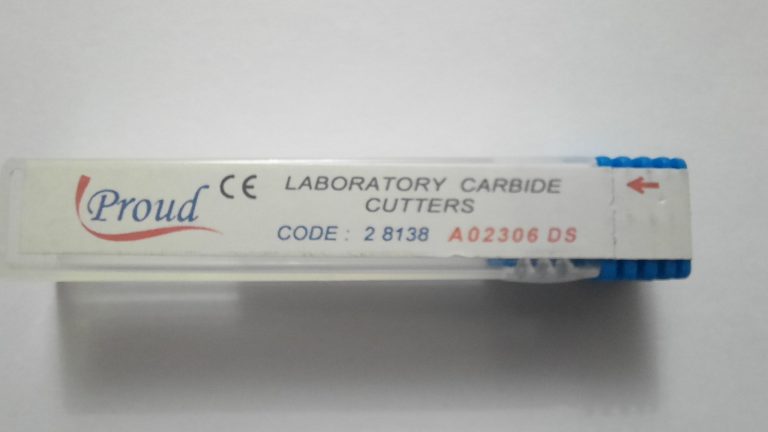 Proud CE LABORATORY CARBIDE
CUTTERS
CODE : 2 8138 A02306 DS